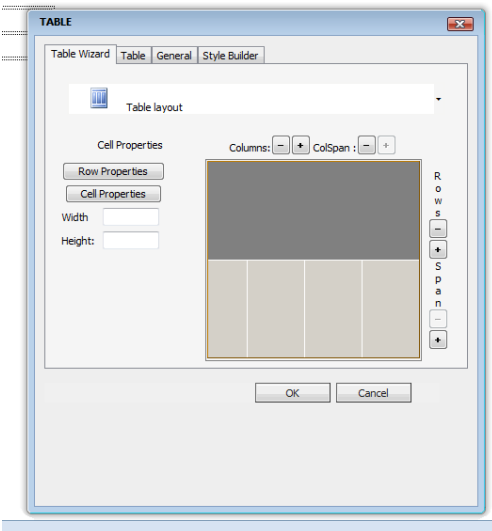 TABLE
Table Wizard Table General Style Builder
Table layout
Cell Properties
Columns: - + ColSpan : - +
Row Properties
Cell Properties
Width
Height:
R
o
w
s
-
+
S
p
a
n
-
+
OK Cancel